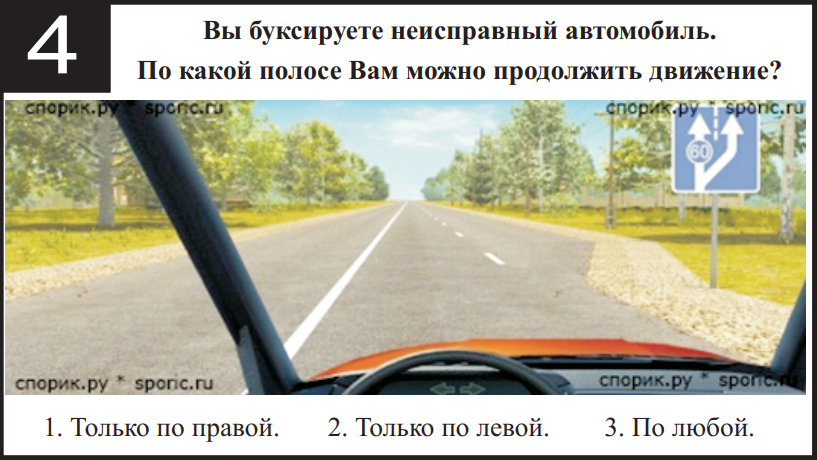 4
Вы буксируете неисправный автомобиль.
По какой полосе Вам можно продолжить движение?
спорик.ру * sporic.ru
спорик.ру * sporic.ru
60
спорик.ру * sporic.ru
спорик.ру * sporic.ru
1. Только по правой. 2. Только по левой. 3. По любой.